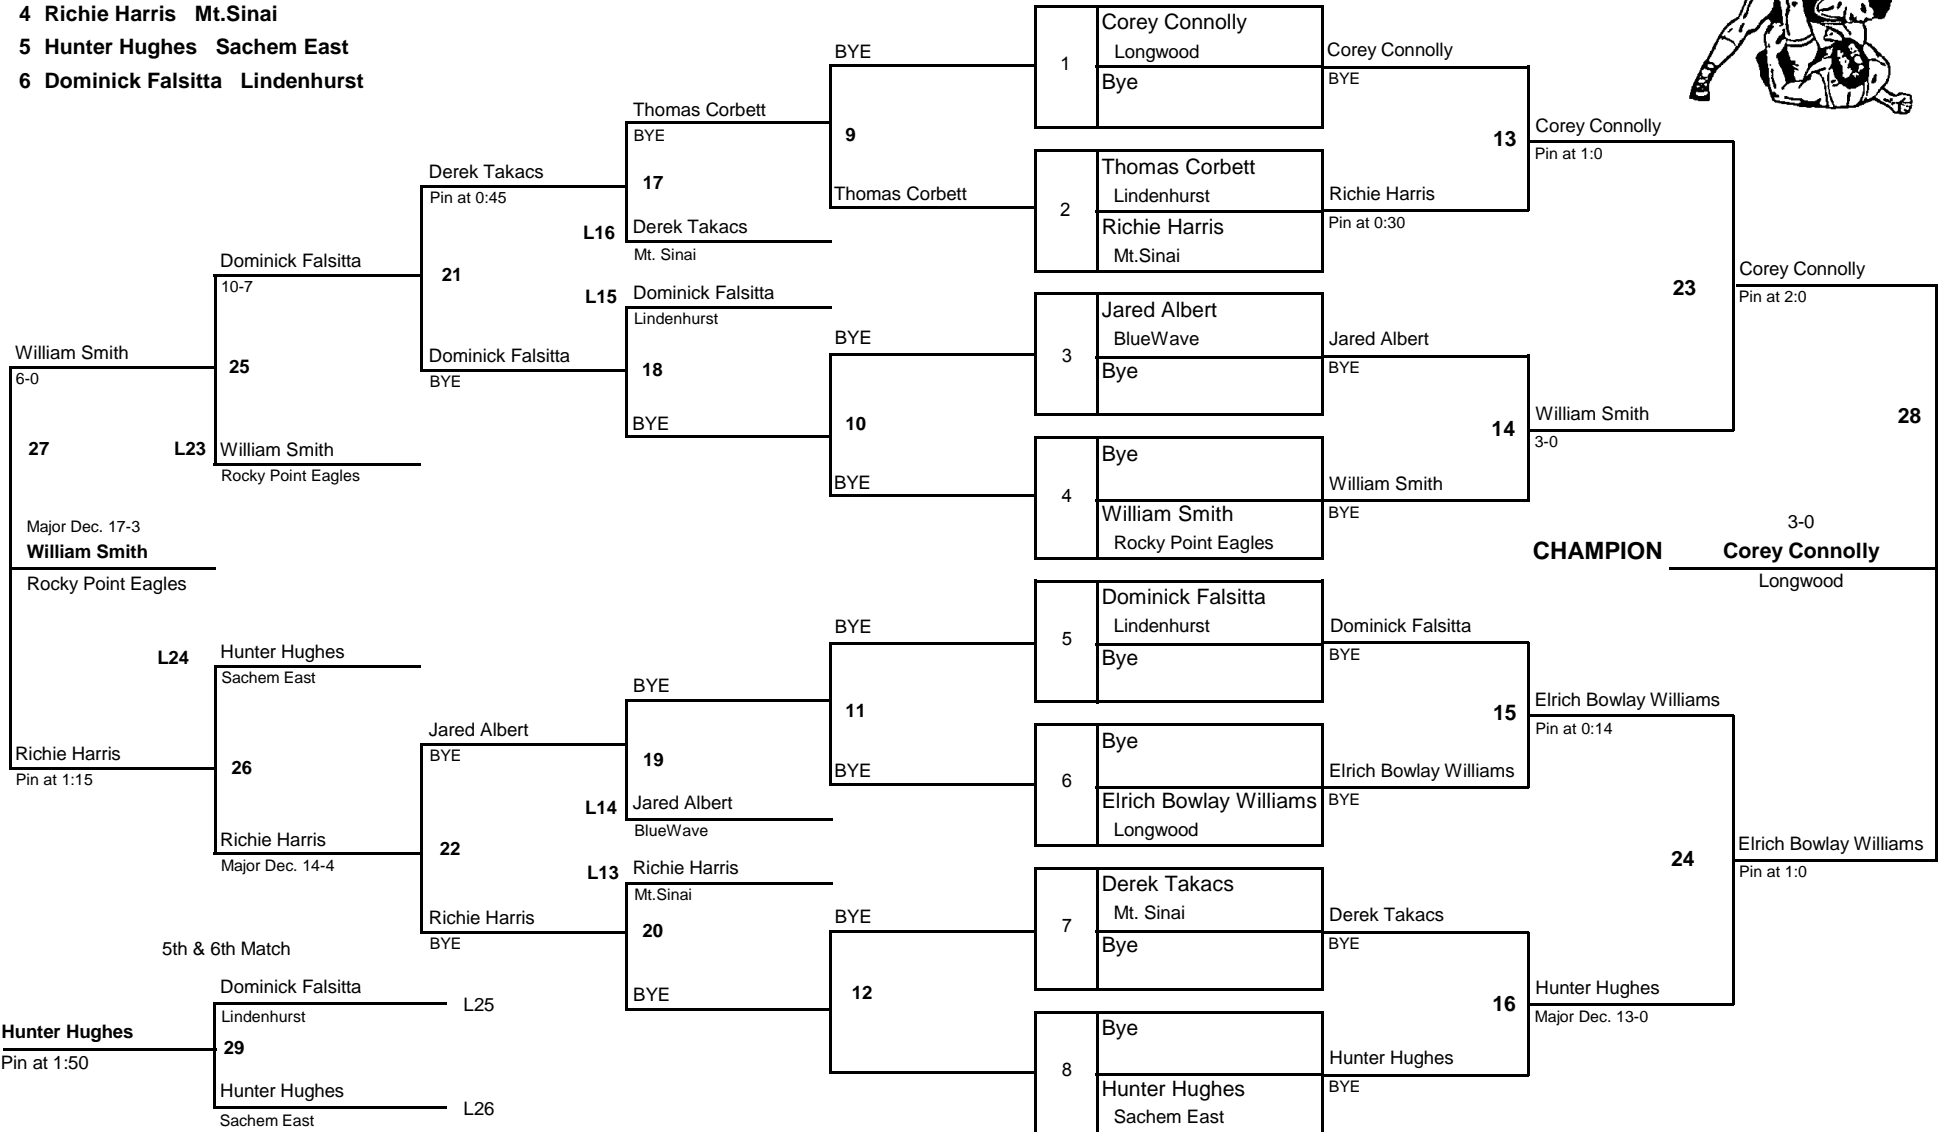 4 Richie Harris Mt.Sinai
5 Hunter Hughes Sachem East
6 Dominick Falsitta Lindenhurst
William Smith
6-0
27
Major Dec. 17-3
William Smith
Rocky Point Eagles
Richie Harris
Pin at 1:15
5th & 6th Match
Hunter Hughes
Pin at 1:50
Dominick Falsitta
10-7
25
L23 William Smith
Rocky Point Eagles
L24 Hunter Hughes
Sachem East
26
Richie Harris
Major Dec. 14-4
Dominick Falsitta
Lindenhurst
L25
29
Hunter Hughes
Sachem East
L26
Derek Takacs
Pin at 0:45
21
Dominick Falsitta
BYE
Jared Albert
BYE
22
Richie Harris
BYE
Thomas Corbett
BYE
17
L16 Derek Takacs
Mt. Sinai
L15 Dominick Falsitta
Lindenhurst
18
BYE
BYE
19
L14 Jared Albert
BlueWave
L13 Richie Harris
Mt.Sinai
20
BYE
BYE
9
Thomas Corbett
BYE
10
BYE
BYE
11
BYE
BYE
12
1
Corey Connolly
Longwood
Bye
2
Thomas Corbett
Lindenhurst
Richie Harris
Mt.Sinai
3
Jared Albert
BlueWave
Bye
4
Bye
William Smith
Rocky Point Eagles
5
Dominick Falsitta
Lindenhurst
Bye
6
Bye
Elrich Bowlay Williams
Longwood
7
Derek Takacs
Mt. Sinai
Bye
8
Bye
Hunter Hughes
Sachem East
Corey Connolly
BYE
13
Richie Harris
Pin at 0:30
Jared Albert
BYE
14
William Smith
BYE
Dominick Falsitta
BYE
15
Elrich Bowlay Williams
BYE
Derek Takacs
BYE
16
Hunter Hughes
BYE
Corey Connolly
Pin at 1:0
23
William Smith
3-0
Elrich Bowlay Williams
Pin at 0:14
24
Hunter Hughes
Major Dec. 13-0
Corey Connolly
Pin at 2:0
28
3-0
CHAMPION Corey Connolly
Longwood
Elrich Bowlay Williams
Pin at 1:0